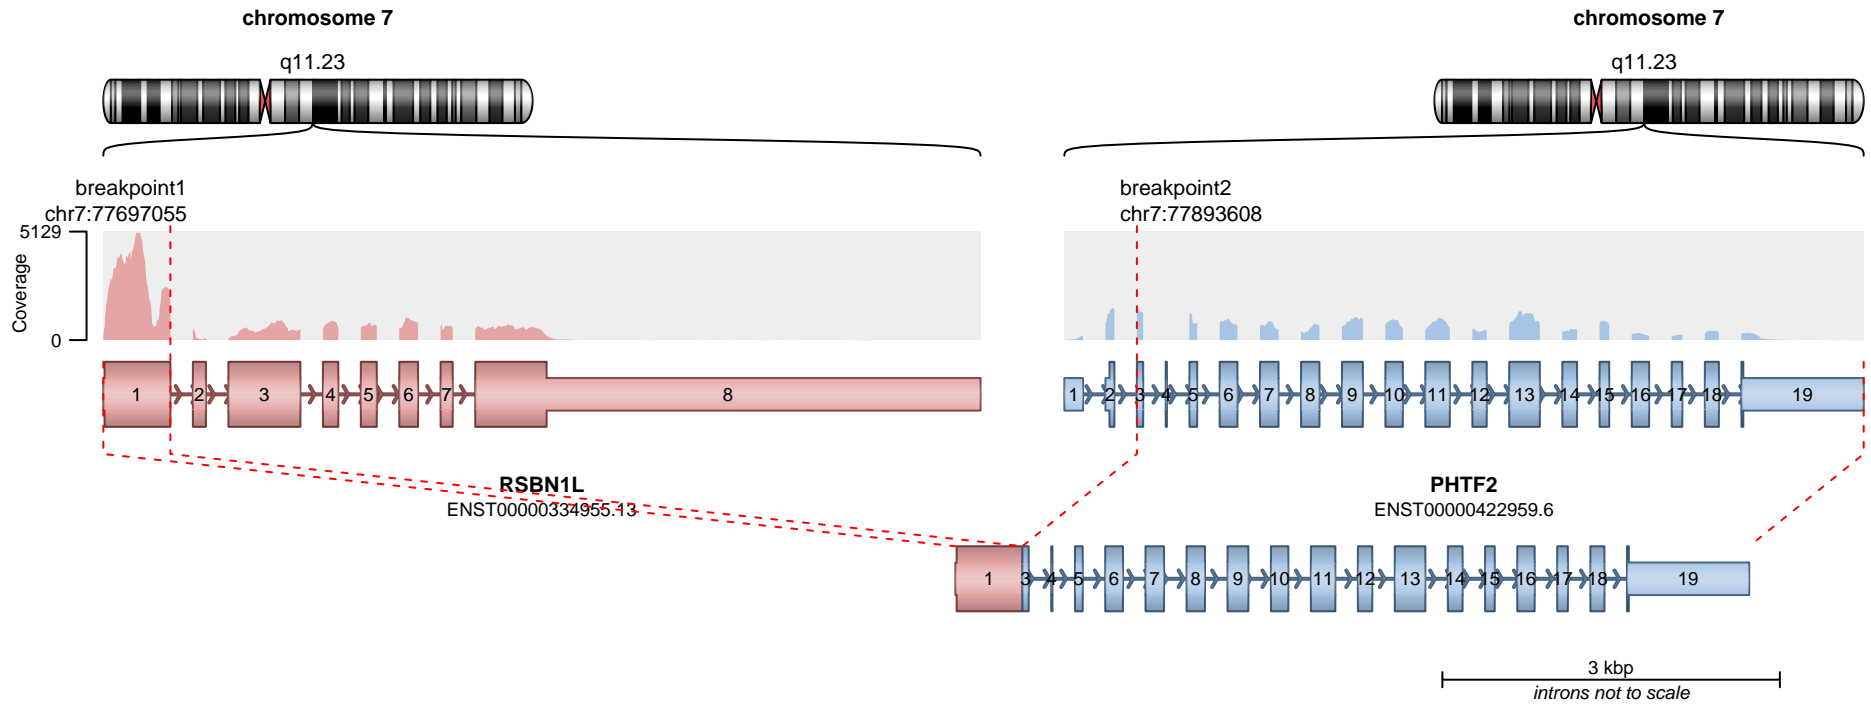 chromosome 7
chromosome 7
q11.23
q11.23
breakpoint1
chr7:77697055
breakpoint2
chr7:77893608
5129
Coverage
0
1 2 3 4 5 6 7 8
1 2 3 4 5 6 7 8 9 10 11 12 13 14 15 16 17 18 19
RSBN1L
ENST00000334955.13
PHTF2
ENST00000422959.6
1 3 4 5 6 7 8 9 10 11 12 13 14 15 16 17 18 19
3 kbp
introns not to scale